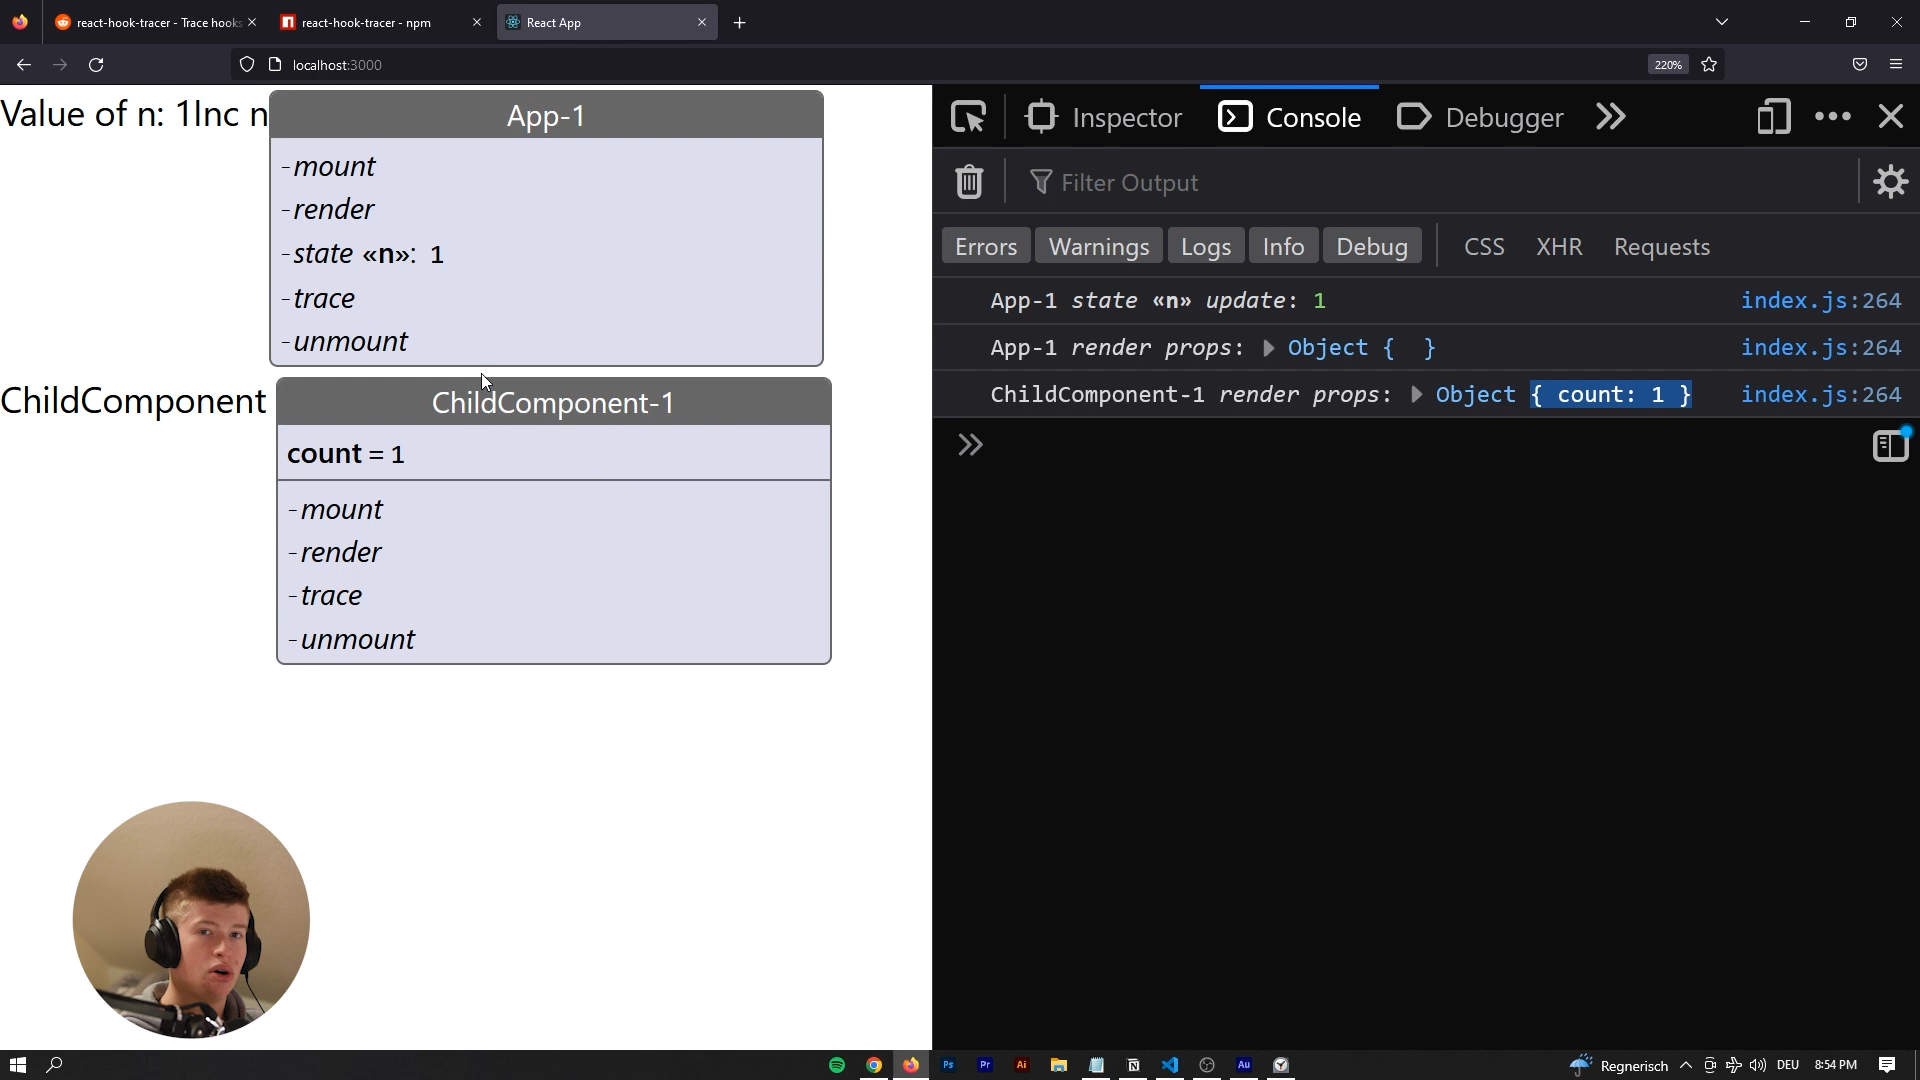 react-hook-tracer - Trace hooks
react-hook-tracer - npm
React App
localhost:3000
220%
Value of n: 1Inc n
App-1
-mount
-render
-state «n»: 1
-trace
-unmount
ChildComponent
ChildComponent-1
count = 1
-mount
-render
-trace
-unmount
Inspector
Console
Debugger
Filter Output
Errors
Warnings
Logs
Info
Debug
CSS
XHR
Requests
App-1 state «n» update: 1
index.js:264
App-1 render props: Object { }
index.js:264
ChildComponent-1 render props: Object { count: 1 }
index.js:264
Ps
Pr
Ai
N
Au
Regnerisch
DEU
8:54 PM